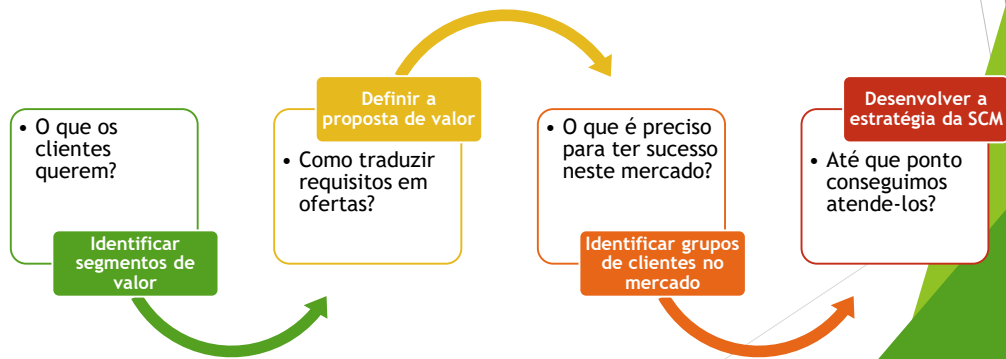 • O que os
clientes
querem?
Identificar
segmentos de
valor
Definir a
proposta de valor
• Como traduzir
requisitos em
ofertas?
• O que é preciso
para ter sucesso
neste mercado?
Identificar grupos
de clientes no
mercado
Desenvolver a
estratégia da SCM
• Até que ponto
conseguimos
atende-los?